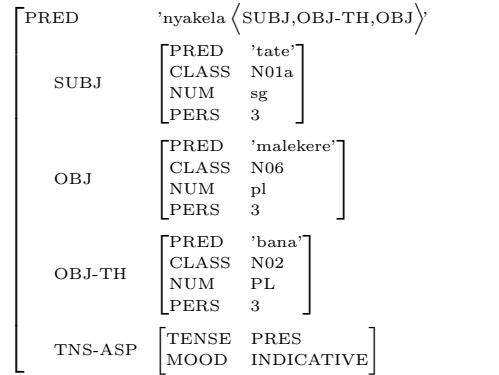 PRED 'nyakela ⟨SUBJ,OBJ-TH,OBJ⟩'
PRED 'tate'
SUBJ CLASS N01a
NUM sg
PERS 3
PRED 'malekere'
OBJ CLASS N06
NUM pl
PERS 3
PRED 'bana'
OBJ-TH CLASS N02
NUM PL
PERS 3
TNS-ASP TENSE PRES
MOOD INDICATIVE